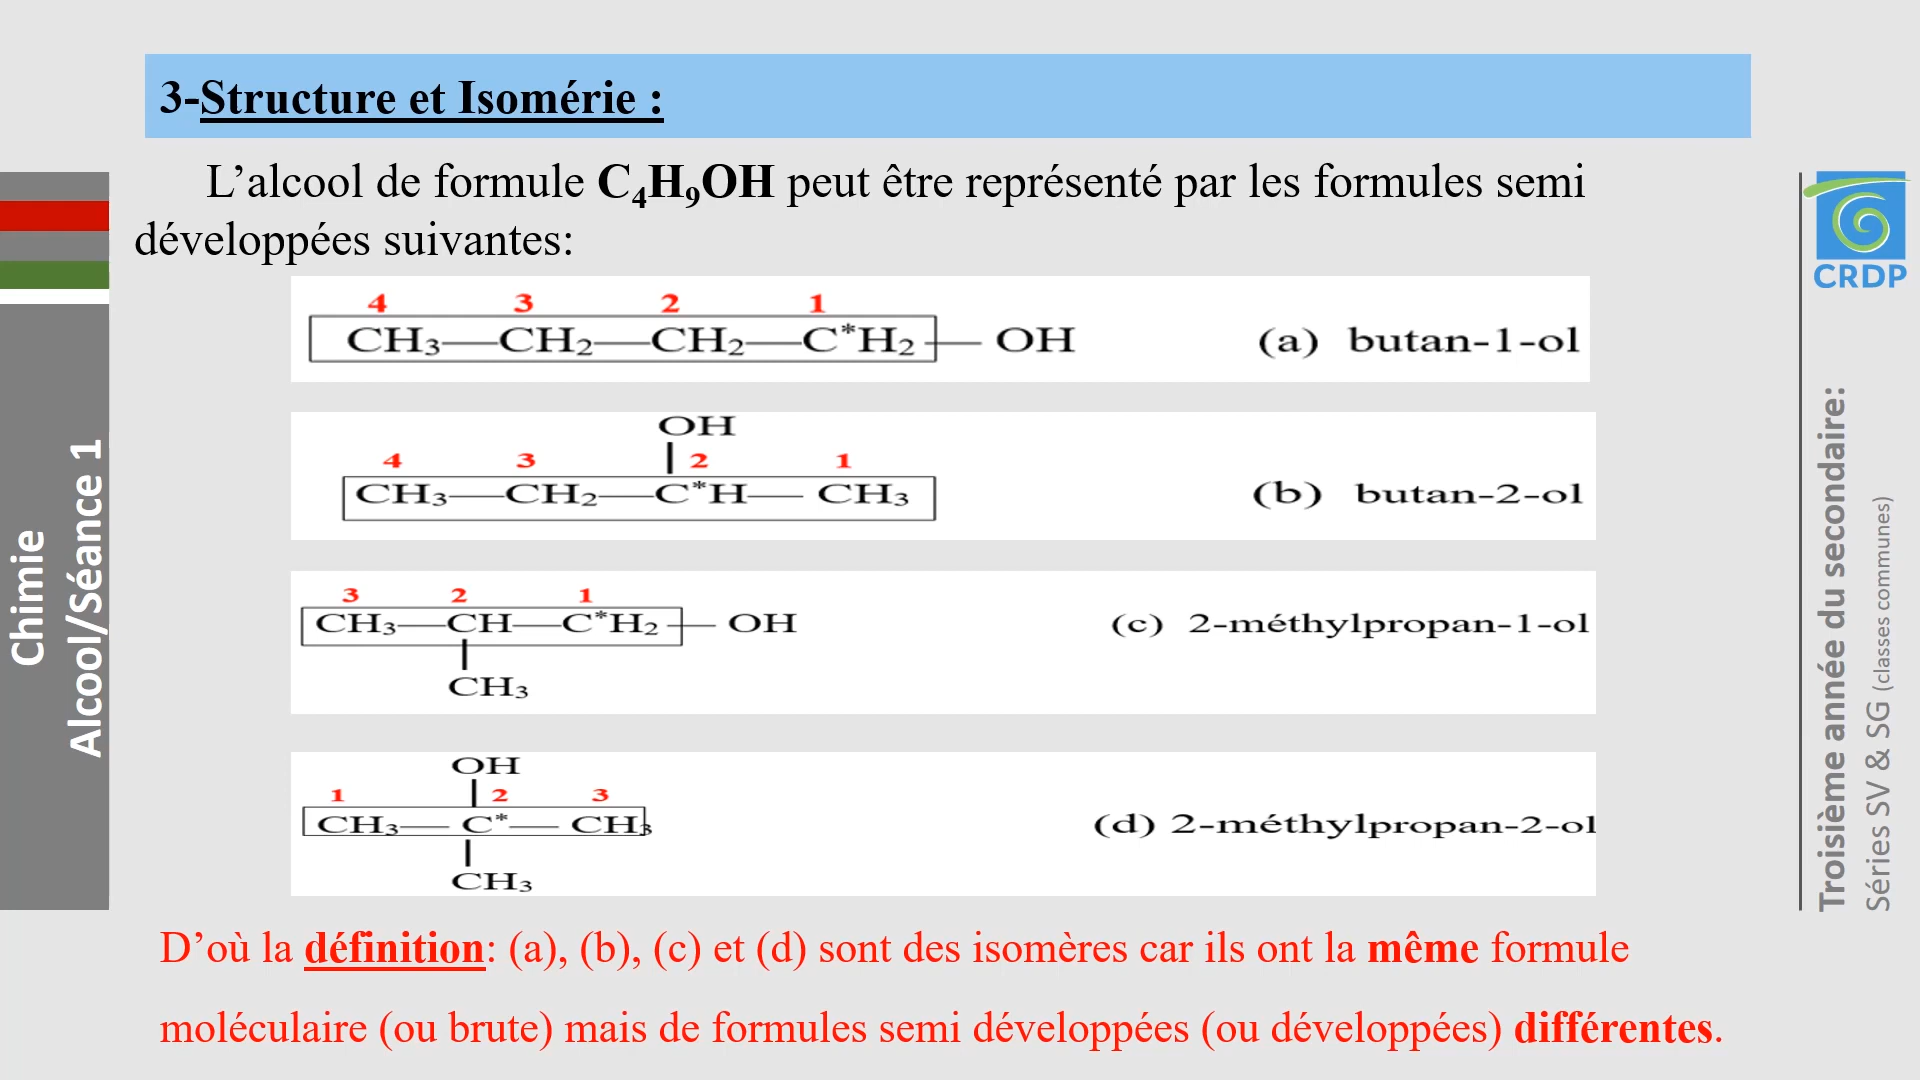 3-Structure et Isomérie :
L’alcool de formule C₄H₉OH peut être représenté par les formules semi
développées suivantes:
4 3 2 1
CH₃—CH₂—CH₂—C*H₂— OH (a) butan-1-ol
OH
4 3 2 1
CH₃—CH₂—C*H— CH₃ (b) butan-2-ol
3 2 1
CH₃—CH—C*H₂— OH (c) 2-méthylpropan-1-ol
CH₃
OH
1 2 3
CH₃— C*— CH₃ (d) 2-méthylpropan-2-ol
CH₃
D’où la définition: (a), (b), (c) et (d) sont des isomères car ils ont la même formule
moléculaire (ou brute) mais de formules semi développées (ou développées) différentes.
Chimie
Alcool/Séance 1
CRDP
Troisième année du secondaire:
Séries SV & SG (classes communes)